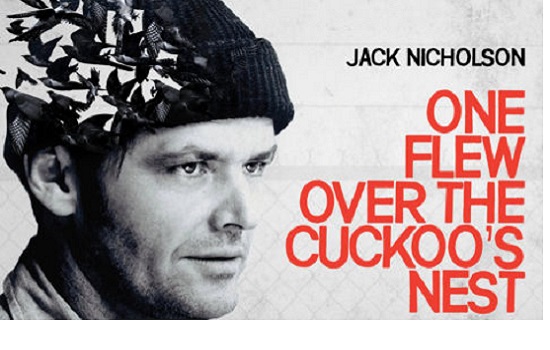 JACK NICHOLSON
ONE
FLEW
OVER THE
CUCKOO'S
NEST